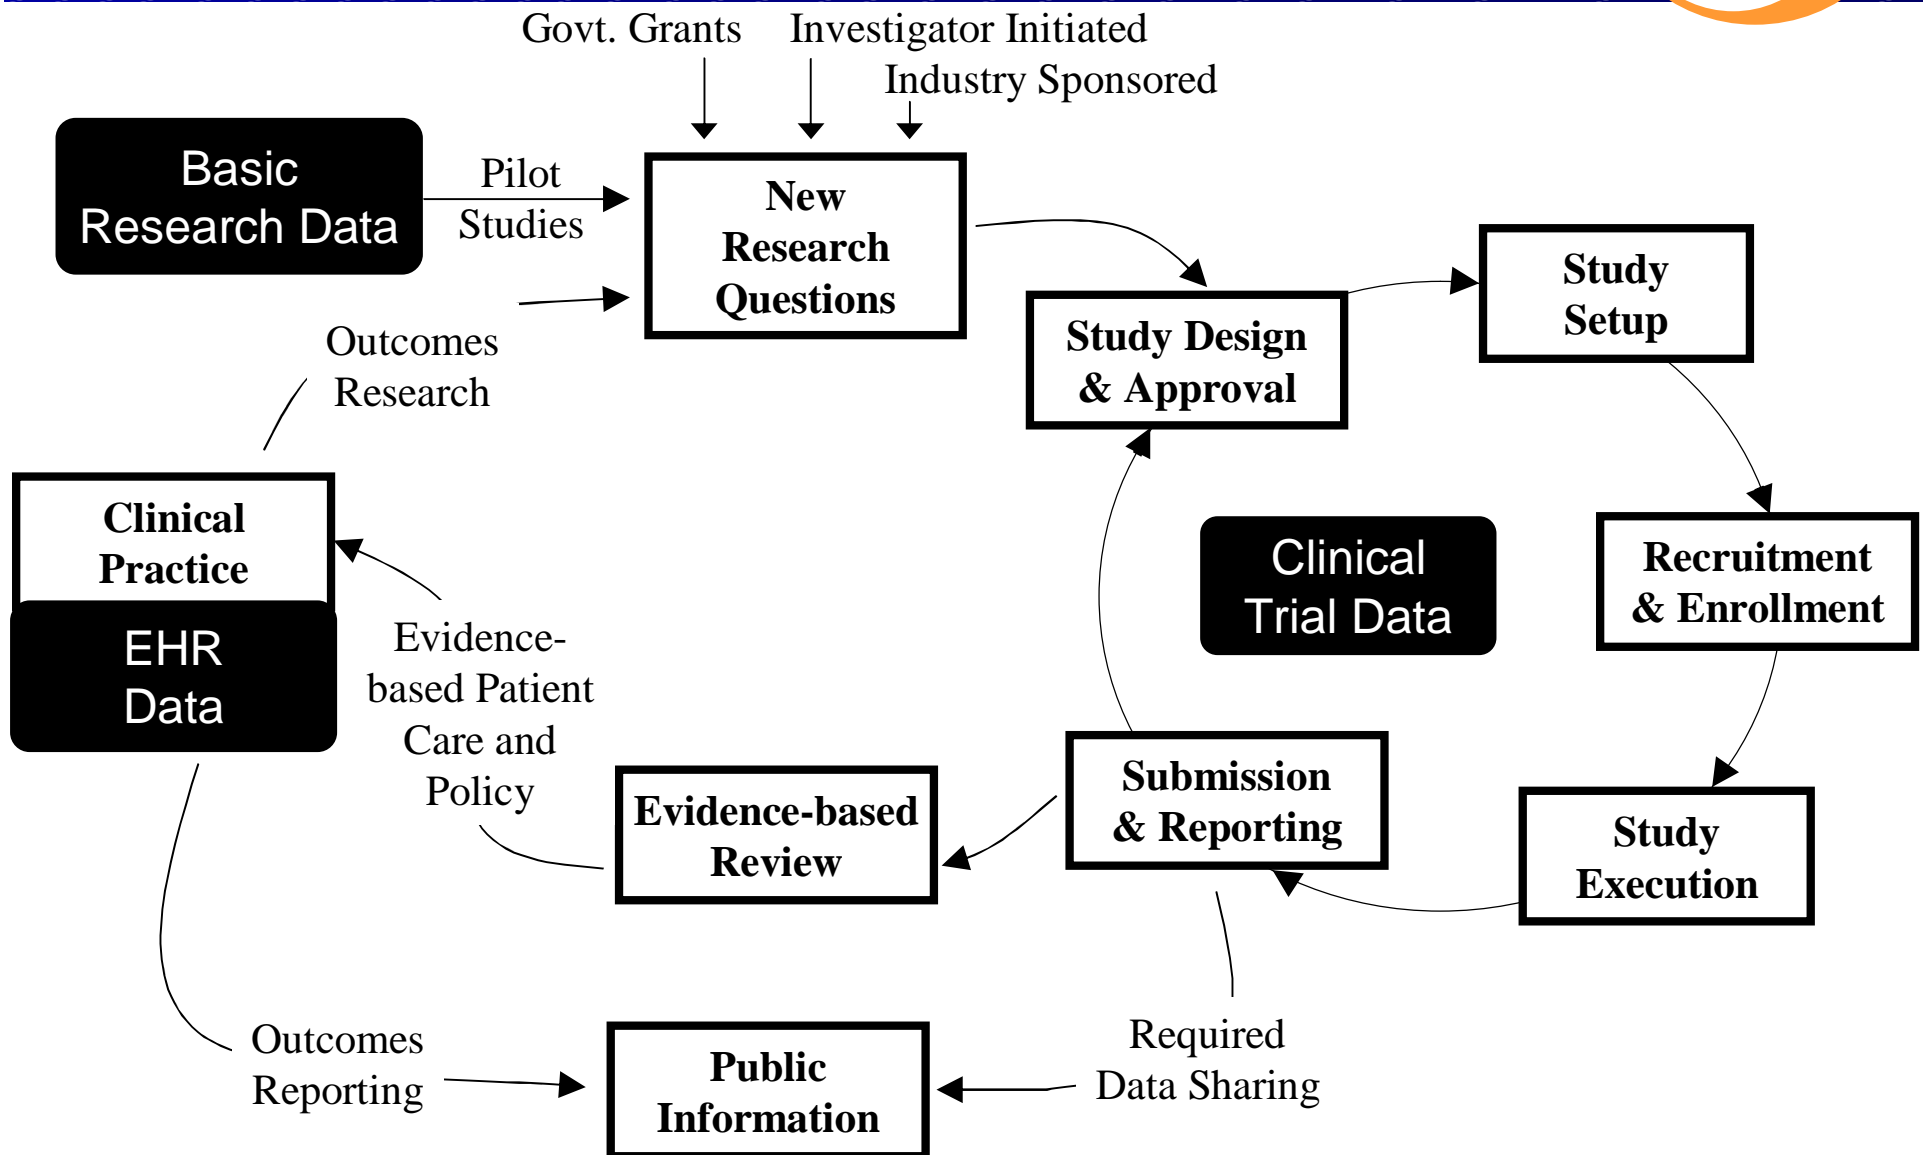 Govt. Grants
Investigator Initiated
Industry Sponsored
Basic
Research Data
Pilot
Studies
New
Research
Questions
Study Design
& Approval
Study
Setup
Outcomes
Research
Clinical
Practice
EHR
Data
Evidence-
based Patient
Care and
Policy
Clinical
Trial Data
Recruitment
& Enrollment
Evidence-based
Review
Submission
& Reporting
Study
Execution
Outcomes
Reporting
Public
Information
Required
Data Sharing